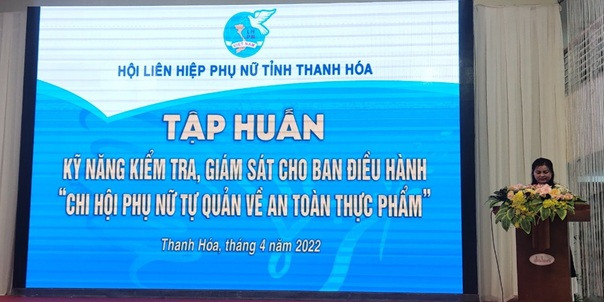 HỘI LIÊN HIỆP PHỤ NỮ TỈNH THANH HÓA
TẬP HUẤN
KỸ NĂNG KIỂM TRA, GIÁM SÁT CHO BAN ĐIỀU HÀNH
“CHI HỘI PHỤ NỮ TỰ QUẢN VỀ AN TOÀN THỰC PHẨM”
Thanh Hóa, tháng 4 năm 2022